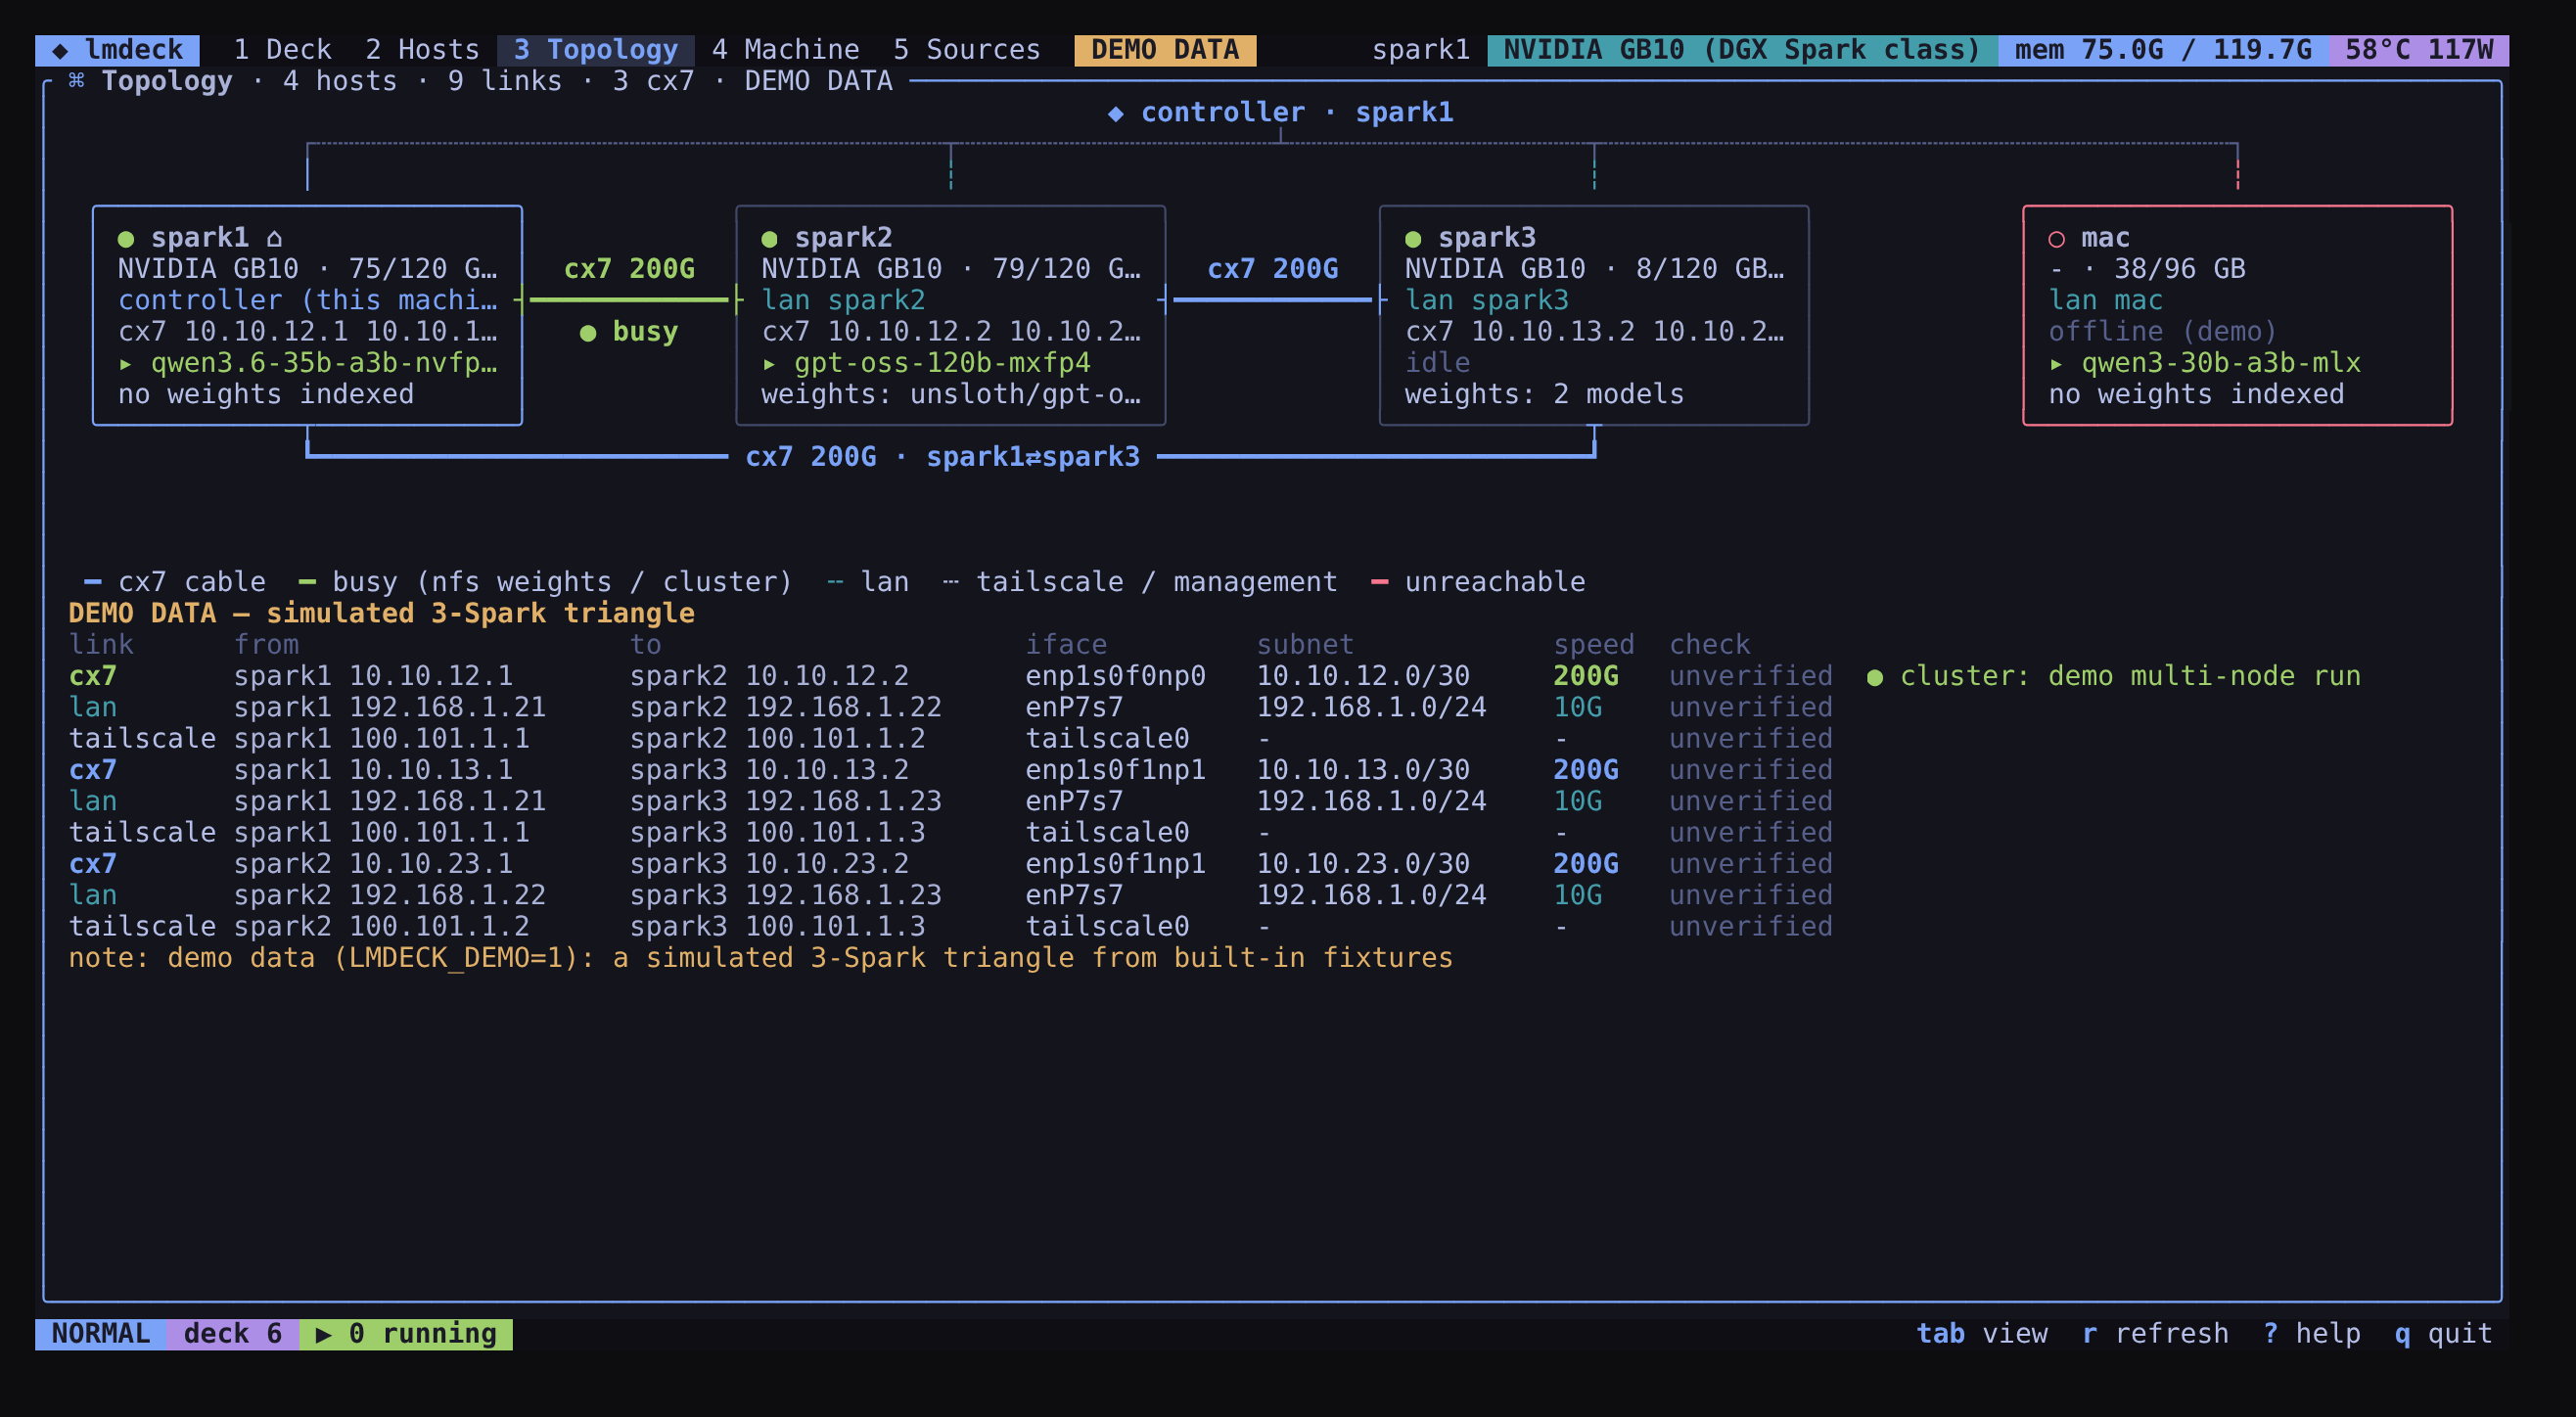 ◆ lmdeck 1 Deck 2 Hosts 3 Topology 4 Machine 5 Sources DEMO DATA spark1 NVIDIA GB10 (DGX Spark class) mem 75.0G / 119.7G 58°C 117W
⌘ Topology · 4 hosts · 9 links · 3 cx7 · DEMO DATA
◆ controller · spark1
● spark1 ⌂
NVIDIA GB10 · 75/120 G…
controller (this machi…
cx7 10.10.12.1 10.10.1…
▸ qwen3.6-35b-a3b-nvfp…
no weights indexed
cx7 200G
● busy
● spark2
NVIDIA GB10 · 79/120 G…
lan spark2
cx7 10.10.12.2 10.10.2…
▸ gpt-oss-120b-mxfp4
weights: unsloth/gpt-o…
cx7 200G
● spark3
NVIDIA GB10 · 8/120 GB…
lan spark3
cx7 10.10.13.2 10.10.2…
idle
weights: 2 models
○ mac
- · 38/96 GB
lan mac
offline (demo)
▸ qwen3-30b-a3b-mlx
no weights indexed
cx7 200G · spark1⇄spark3
━ cx7 cable ━ busy (nfs weights / cluster) ╌ lan ┄ tailscale / management ━ unreachable
DEMO DATA — simulated 3-Spark triangle
link from to iface subnet speed check
cx7 spark1 10.10.12.1 spark2 10.10.12.2 enp1s0f0np0 10.10.12.0/30 200G unverified ● cluster: demo multi-node run
lan spark1 192.168.1.21 spark2 192.168.1.22 enP7s7 192.168.1.0/24 10G unverified
tailscale spark1 100.101.1.1 spark2 100.101.1.2 tailscale0 - - unverified
cx7 spark1 10.10.13.1 spark3 10.10.13.2 enp1s0f1np1 10.10.13.0/30 200G unverified
lan spark1 192.168.1.21 spark3 192.168.1.23 enP7s7 192.168.1.0/24 10G unverified
tailscale spark1 100.101.1.1 spark3 100.101.1.3 tailscale0 - - unverified
cx7 spark2 10.10.23.1 spark3 10.10.23.2 enp1s0f1np1 10.10.23.0/30 200G unverified
lan spark2 192.168.1.22 spark3 192.168.1.23 enP7s7 192.168.1.0/24 10G unverified
tailscale spark2 100.101.1.2 spark3 100.101.1.3 tailscale0 - - unverified
note: demo data (LMDECK_DEMO=1): a simulated 3-Spark triangle from built-in fixtures
NORMAL deck 6 ▶ 0 running tab view r refresh ? help q quit